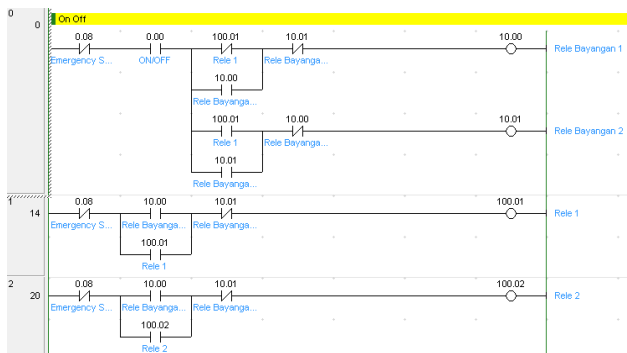 0
0
On Off
0.08 0.00 100.01 10.01 10.00
Emergency S... ON/OFF Rele 1 Rele Bayanga... Rele Bayangan 1
10.00
Rele Bayanga...
100.01 10.00 10.01
Rele 1 Rele Bayanga... Rele Bayangan 2
10.01
Rele Bayanga...
1
14
0.08 10.00 10.01 100.01
Emergency S... Rele Bayanga... Rele Bayanga... Rele 1
100.01
Rele 1
2
20
0.08 10.00 10.01 100.02
Emergency S... Rele Bayanga... Rele Bayanga... Rele 2
100.02
Rele 2